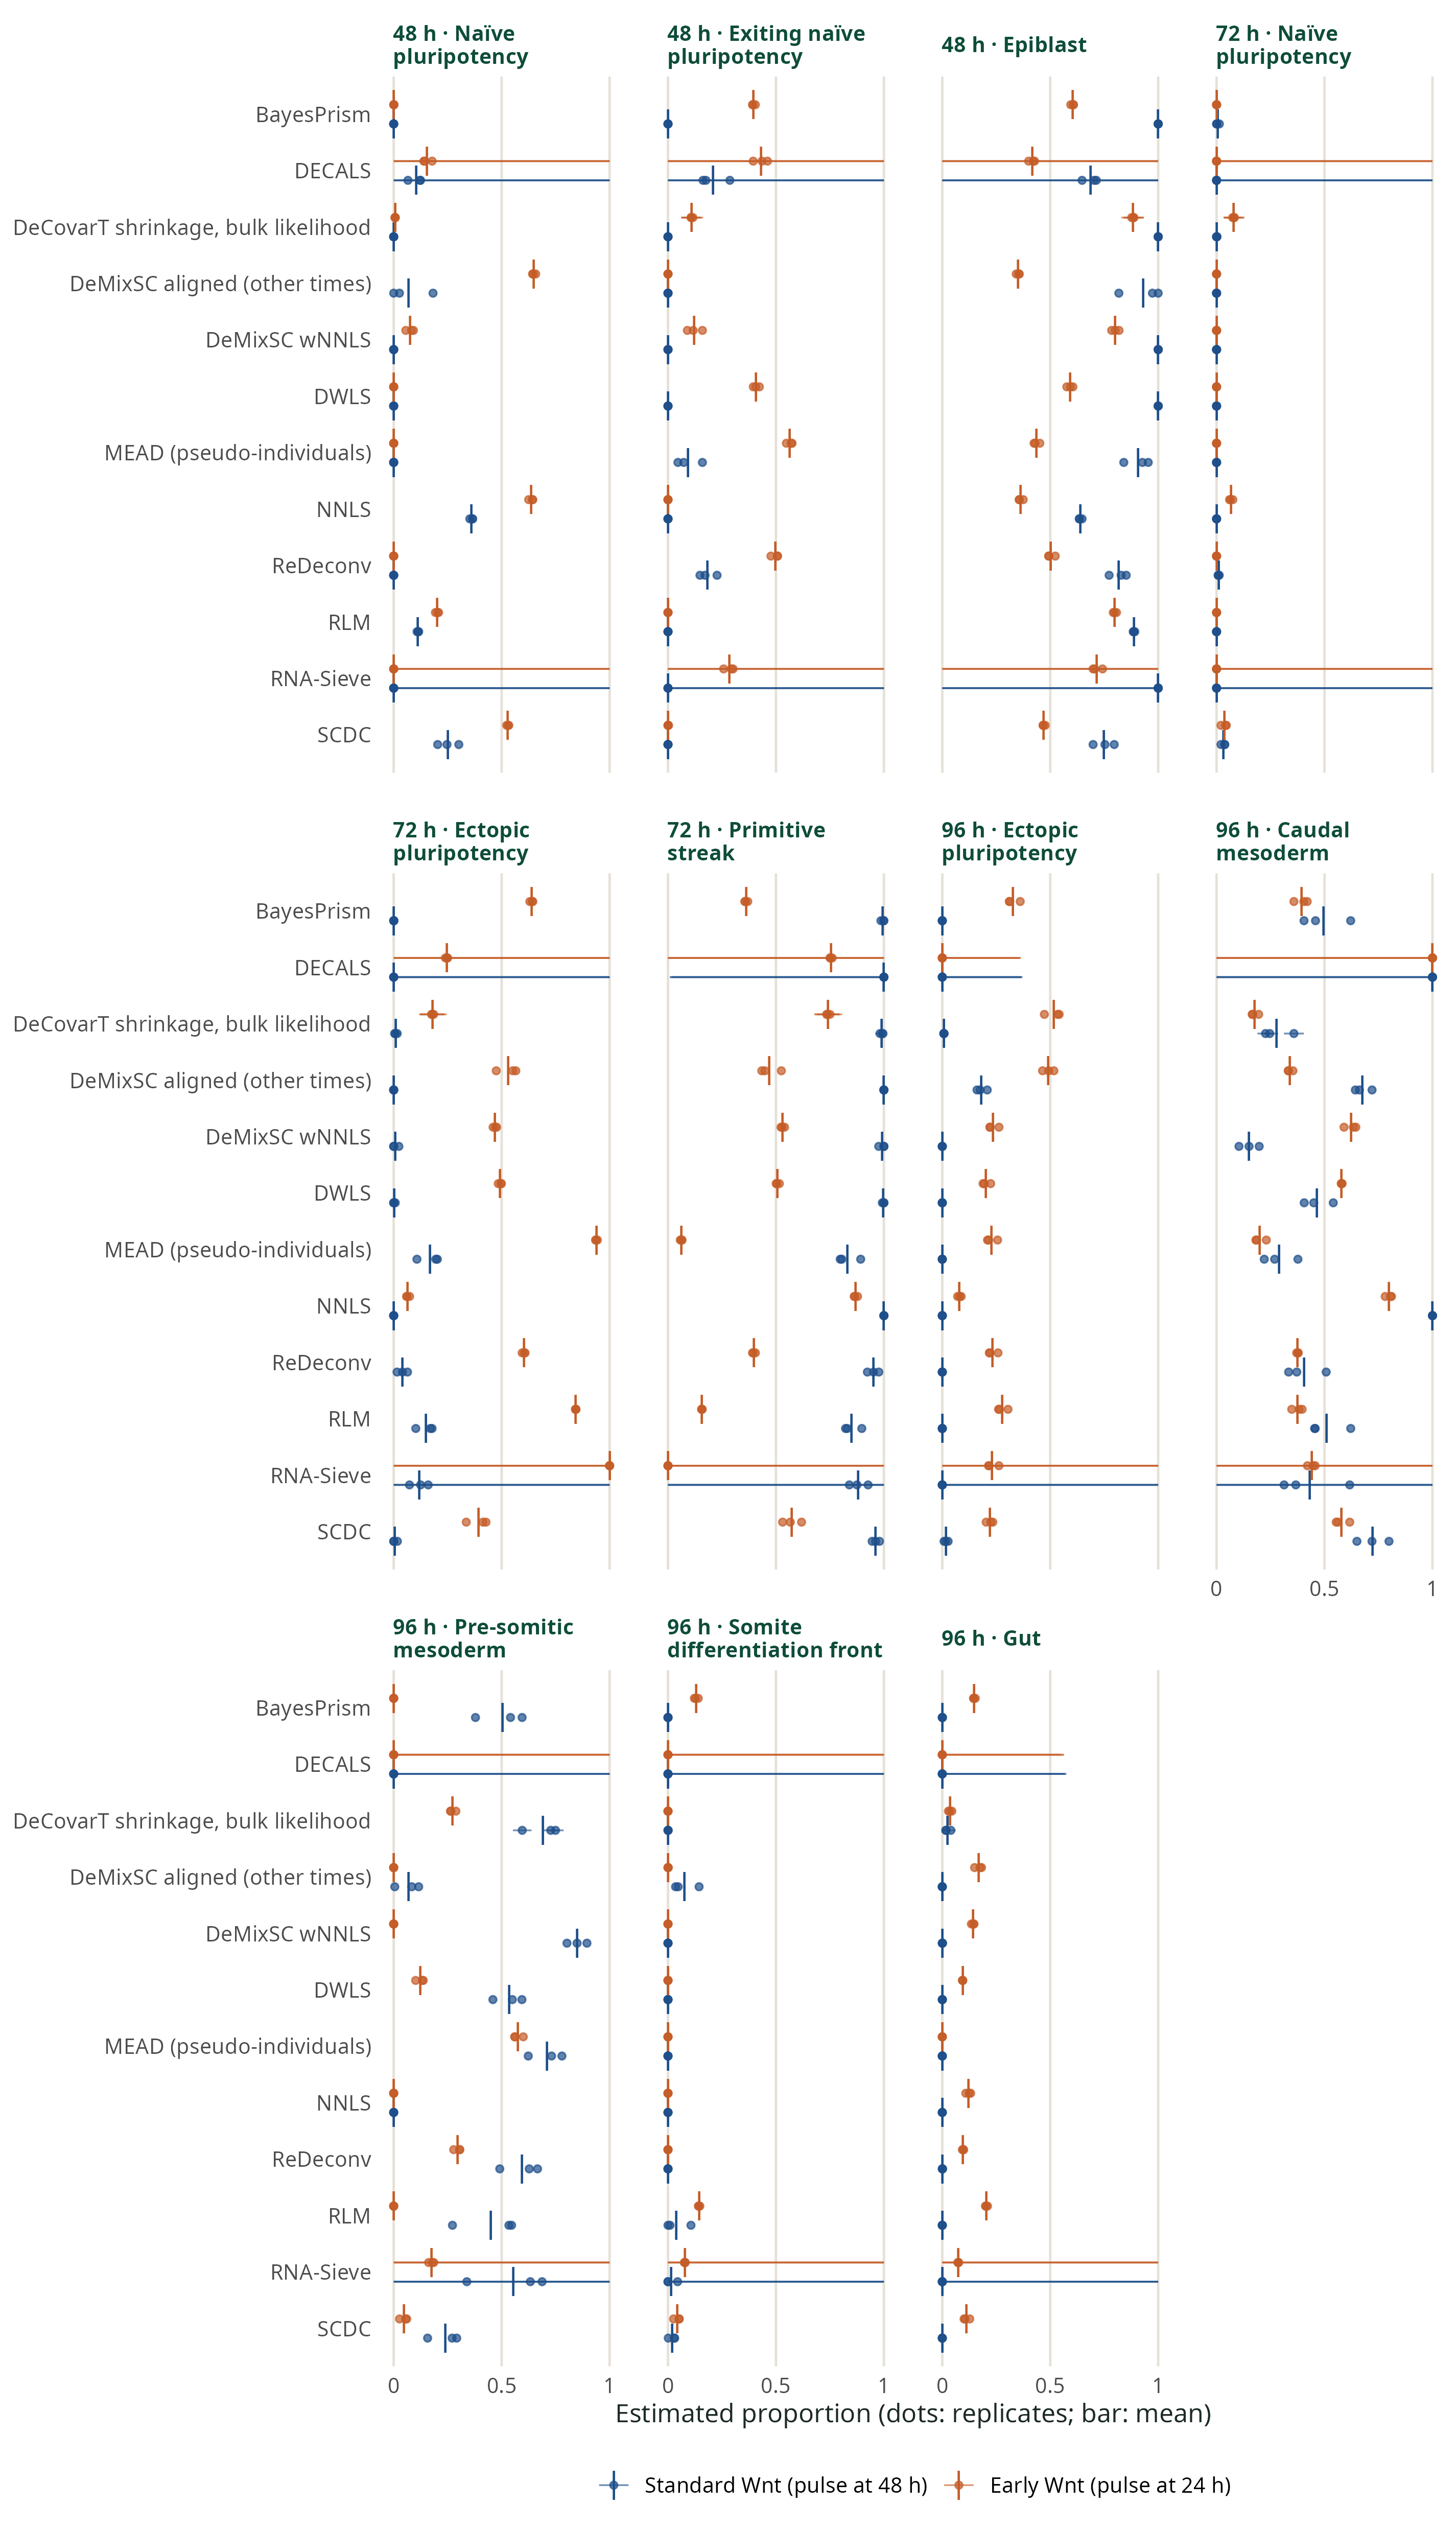 48 h · Naïve
pluripotency
48 h · Exiting naïve
pluripotency
48 h · Epiblast
72 h · Naïve
pluripotency
BayesPrism
DECALS
DeCovarT shrinkage, bulk likelihood
DeMixSC aligned (other times)
DeMixSC wNNLS
DWLS
MEAD (pseudo-individuals)
NNLS
ReDeconv
RLM
RNA-Sieve
SCDC
72 h · Ectopic
pluripotency
72 h · Primitive
streak
96 h · Ectopic
pluripotency
96 h · Caudal
mesoderm
BayesPrism
DECALS
DeCovarT shrinkage, bulk likelihood
DeMixSC aligned (other times)
DeMixSC wNNLS
DWLS
MEAD (pseudo-individuals)
NNLS
ReDeconv
RLM
RNA-Sieve
SCDC
0 0.5 1
96 h · Pre-somitic
mesoderm
96 h · Somite
differentiation front
96 h · Gut
BayesPrism
DECALS
DeCovarT shrinkage, bulk likelihood
DeMixSC aligned (other times)
DeMixSC wNNLS
DWLS
MEAD (pseudo-individuals)
NNLS
ReDeconv
RLM
RNA-Sieve
SCDC
0 0.5 1 0 0.5 1 0 0.5 1
Estimated proportion (dots: replicates; bar: mean)
Standard Wnt (pulse at 48 h) Early Wnt (pulse at 24 h)